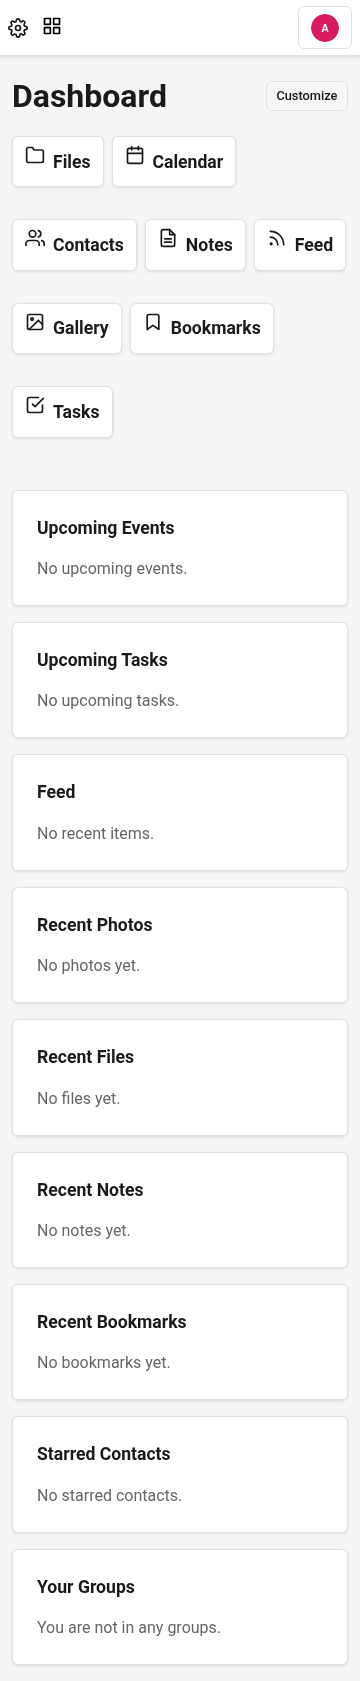 A
Dashboard
Customize
Files
Calendar
Contacts
Notes
Feed
Gallery
Bookmarks
Tasks
Upcoming Events
No upcoming events.
Upcoming Tasks
No upcoming tasks.
Feed
No recent items.
Recent Photos
No photos yet.
Recent Files
No files yet.
Recent Notes
No notes yet.
Recent Bookmarks
No bookmarks yet.
Starred Contacts
No starred contacts.
Your Groups
You are not in any groups.